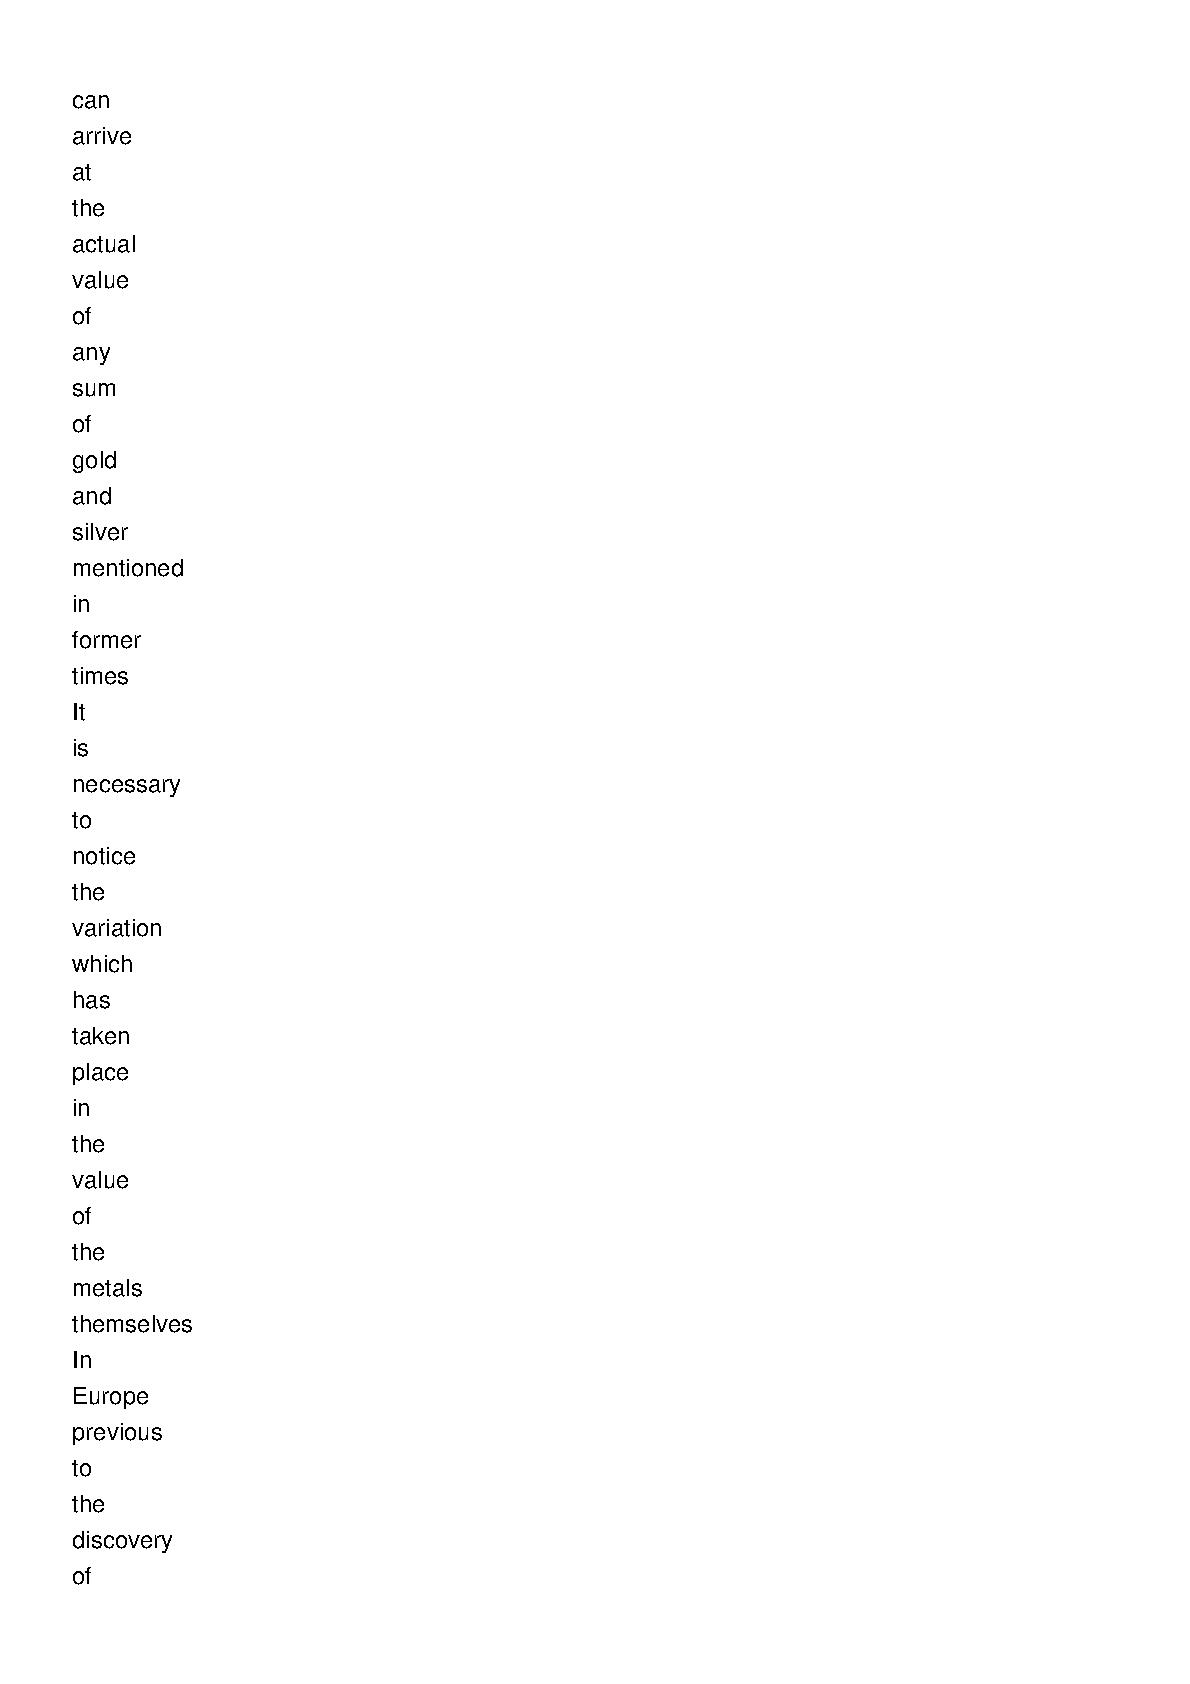 can
arrive
at
the
actual
value
of
any
sum
of
gold
and
silver
mentioned
in
former
times
It
is
necessary
to
notice
the
variation
which
has
taken
place
in
the
value
of
the
metals
themselves
In
Europe
previous
to
the
discovery
of